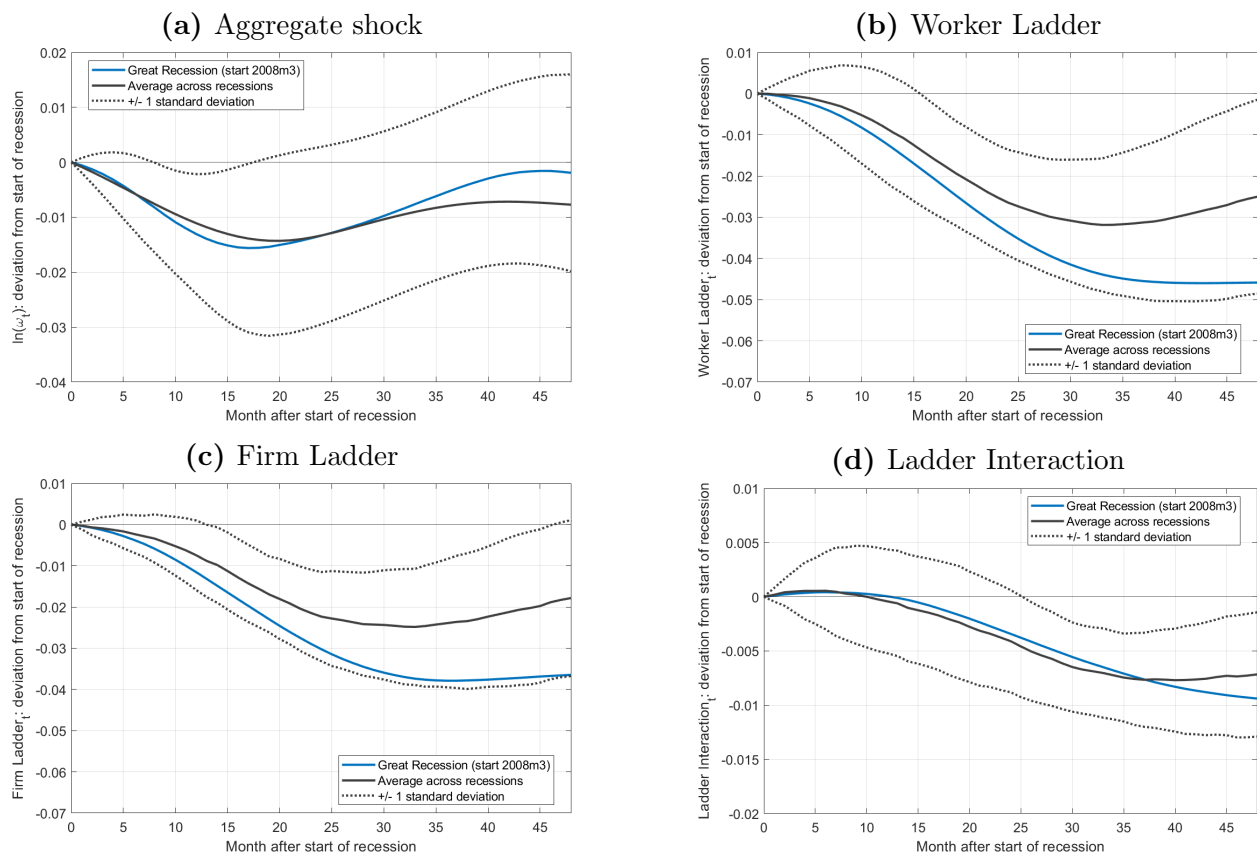 (a) Aggregate shock
ln(ω_t): deviation from start of recession
0.02
0.01
0
-0.01
-0.02
-0.03
-0.04
Great Recession (start 2008m3)
Average across recessions
+/- 1 standard deviation
0 5 10 15 20 25 30 35 40 45
Month after start of recession
(b) Worker Ladder
Worker Ladder_t: deviation from start of recession
0.01
0
-0.01
-0.02
-0.03
-0.04
-0.05
-0.06
-0.07
Great Recession (start 2008m3)
Average across recessions
+/- 1 standard deviation
0 5 10 15 20 25 30 35 40 45
Month after start of recession
(c) Firm Ladder
Firm Ladder_t: deviation from start of recession
0.01
0
-0.01
-0.02
-0.03
-0.04
-0.05
-0.06
-0.07
Great Recession (start 2008m3)
Average across recessions
+/- 1 standard deviation
0 5 10 15 20 25 30 35 40 45
Month after start of recession
(d) Ladder Interaction
Ladder Interaction_t: deviation from start of recession
0.01
0.005
0
-0.005
-0.01
-0.015
-0.02
Great Recession (start 2008m3)
Average across recessions
+/- 1 standard deviation
0 5 10 15 20 25 30 35 40 45
Month after start of recession